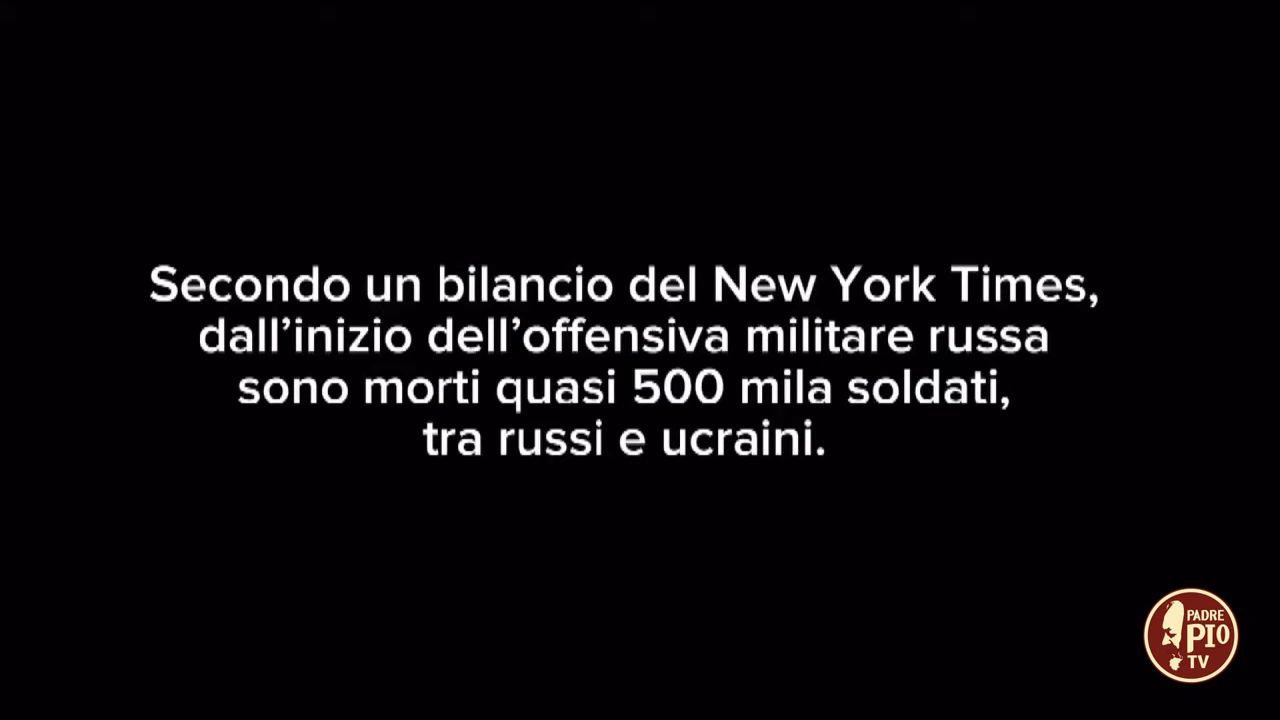 Secondo un bilancio del New York Times,
dall’inizio dell’offensiva militare russa
sono morti quasi 500 mila soldati,
tra russi e ucraini.
PADRE
PIO
TV